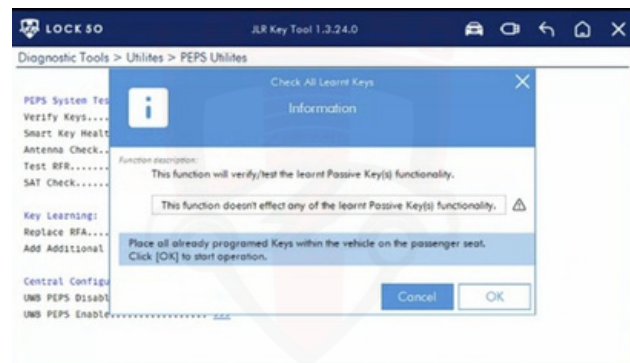 LOCK 50
JLR Key Tool 1.3.24.0
Diognostic Tools > Uhilites > PEPS Uhilites
Check All Learnt Keys
Information
PEPS System Tes
Verify Keys....
Smart Key Healt
Antenna Check..
Test RFR.......
SAT Check......
Function description:
This function will verify/test the learnt Passive Key(s) functionality.
This function doesn't effect any of the learnt Passive Key(s) functionality.
Key Learning:
Replace RFA....
Add Additional
Place all already programed Keys within the vehicle on the passenger seat.
Click [OK] to start operation.
Central Configu
UWB PEPS Disabl
UWB PEPS Enable.................. >>>
Cancel
OK